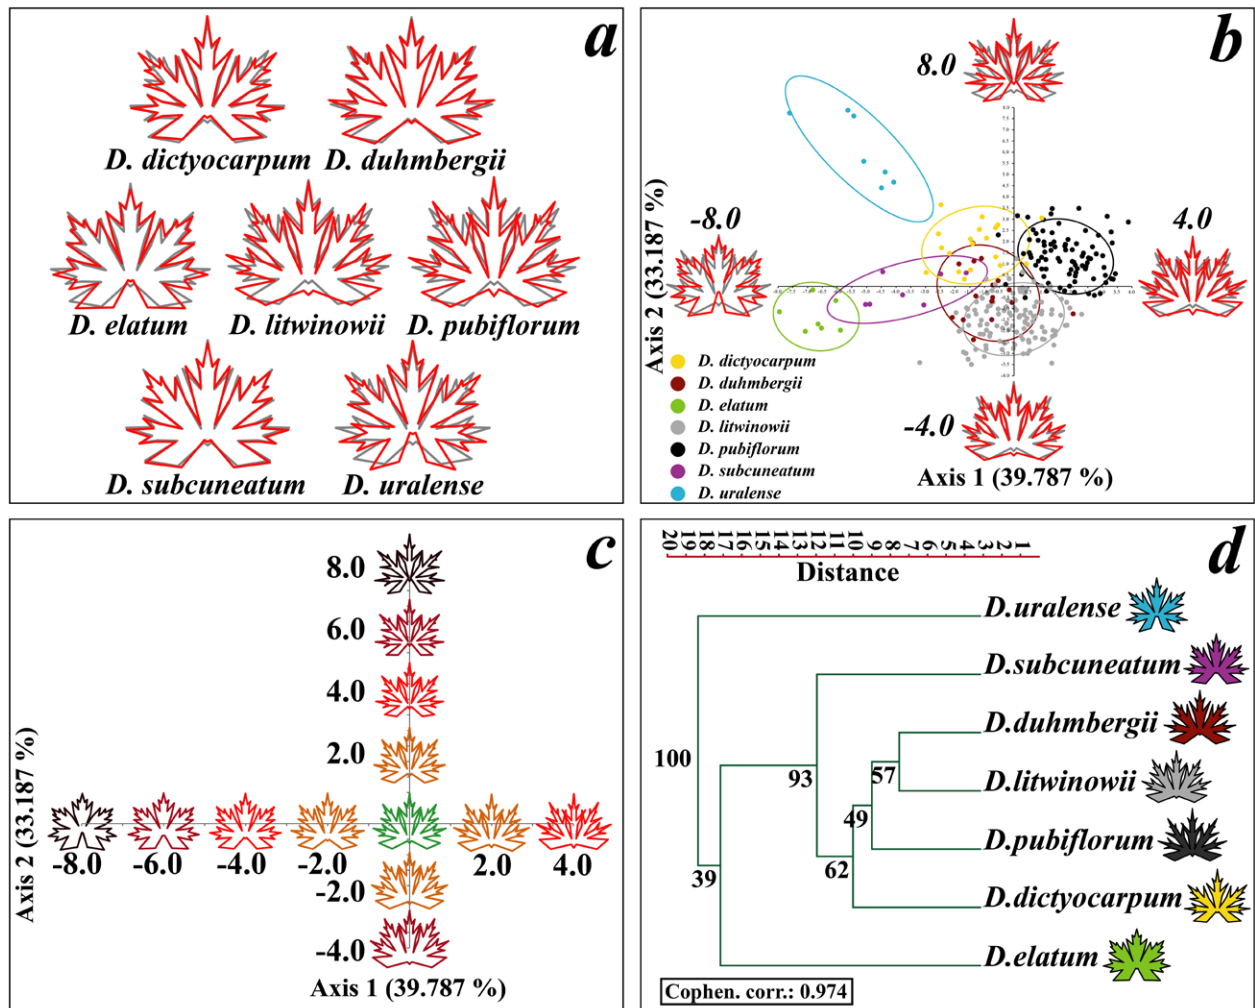 a
D. dictyocarpum D. duhmbergii
D. elatum D. litwinowii D. pubiflorum
D. subcuneatum D. uralense
b
8.0
-8.0
4.0
-4.0
Axis 2 (33.187 %)
Axis 1 (39.787 %)
D. dictyocarpum
D. duhmbergii
D. elatum
D. litwinowii
D. pubiflorum
D. subcuneatum
D. uralense
c
8.0
6.0
4.0
2.0
-8.0 -6.0 -4.0 -2.0 2.0 4.0
-2.0
-4.0
Axis 2 (33.187 %)
Axis 1 (39.787 %)
d
20 19 18 17 16 15 14 13 12 11 10 9 8 7 6 5 4 3 2 1
Distance
D.uralense
D.subcuneatum
D.duhmbergii
D.litwinowii
D.pubiflorum
D.dictyocarpum
D.elatum
100
93
57
49
62
39
Cophen. corr.: 0.974